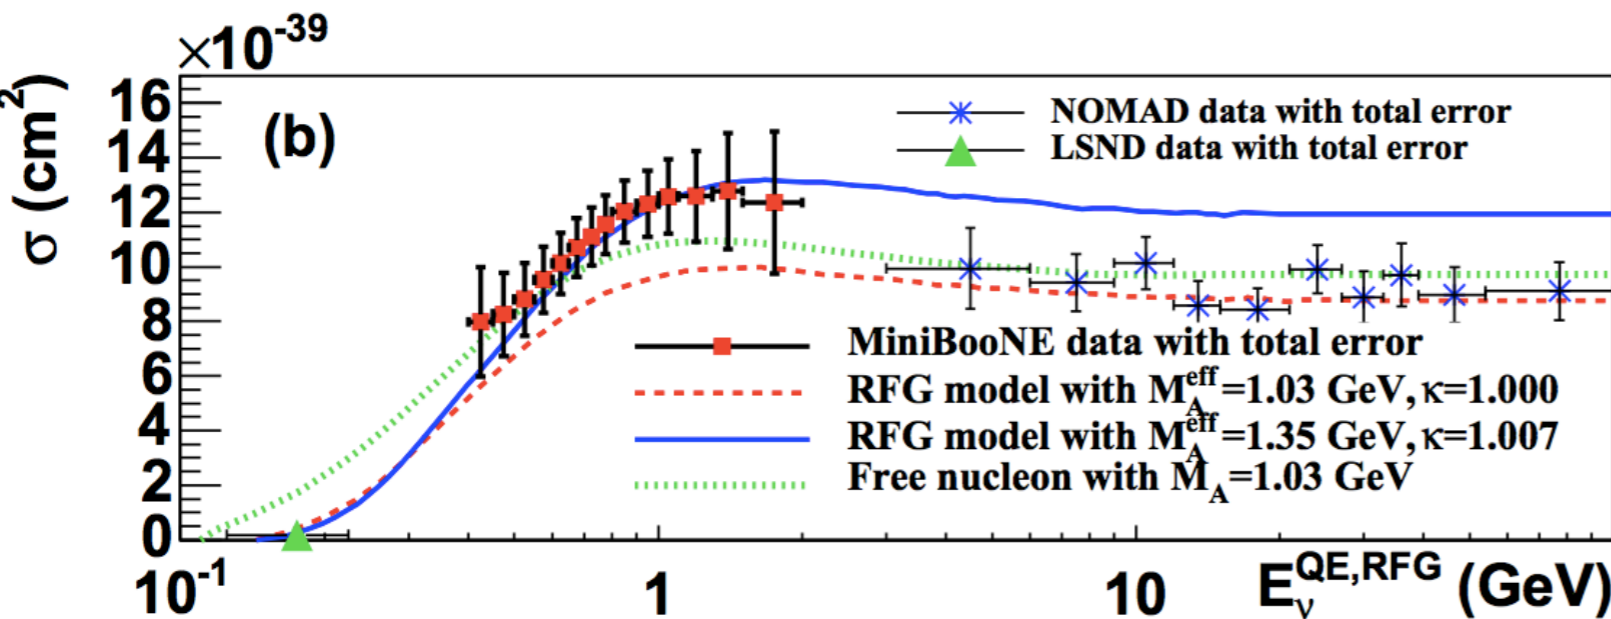 ×10⁻³⁹
σ (cm²)
16
14
12
10
8
6
4
2
0
(b)
NOMAD data with total error
LSND data with total error
MiniBooNE data with total error
RFG model with M_A^eff=1.03 GeV,κ=1.000
RFG model with M_A^eff=1.35 GeV,κ=1.007
Free nucleon with M_A=1.03 GeV
10⁻¹ 1 10 E_ν^QE,RFG (GeV)